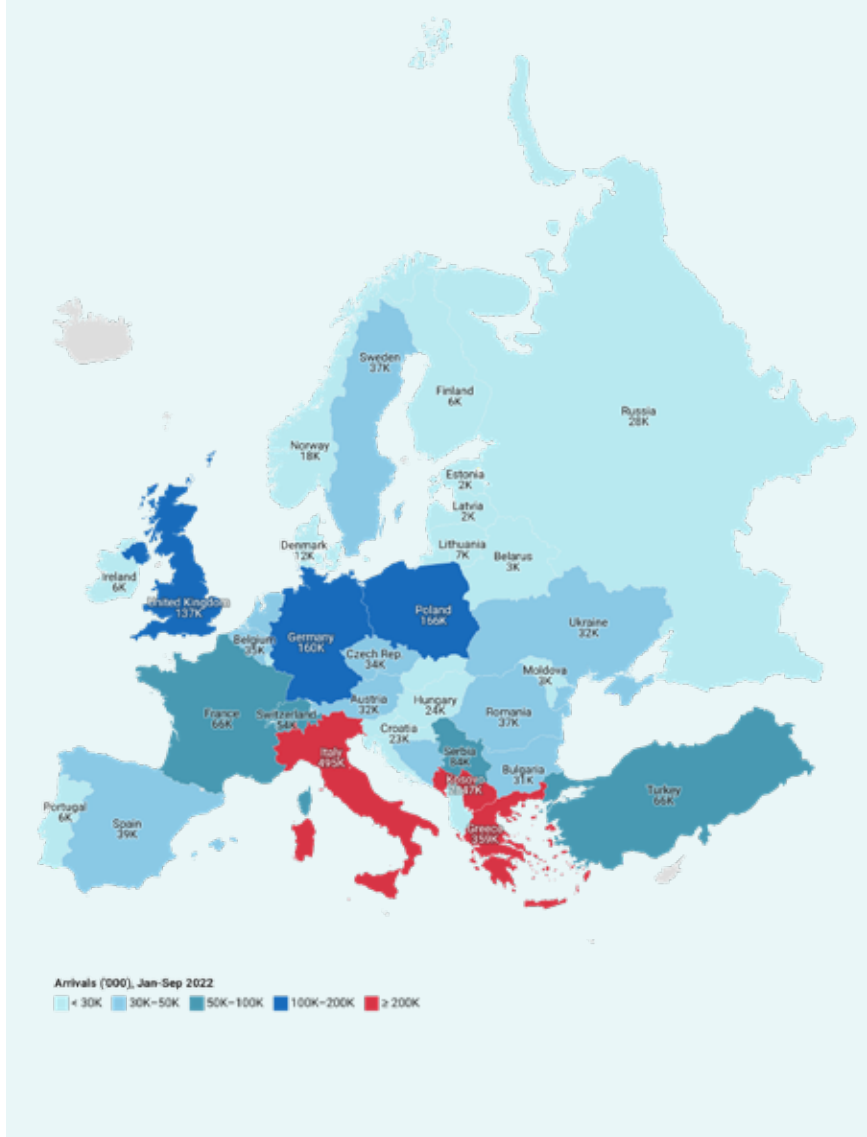 Sweden
37K
Finland
6K
Russia
28K
Norway
18K
Estonia
2K
Latvia
2K
Denmark
12K
Lithuania
7K
Belarus
3K
Ireland
6K
United Kingdom
137K
Poland
166K
Germany
160K
Belgium
35K
Ukraine
32K
Czech Rep.
34K
Moldova
3K
Austria
32K
Hungary
24K
France
66K
Switzerland
54K
Romania
37K
Croatia
23K
Italy
495K
Serbia
84K
Bulgaria
31K
Kosovo
Turkey
66K
Portugal
6K
Spain
39K
Greece
359K
Arrivals ('000), Jan-Sep 2022
< 30K 30K–50K 50K–100K 100K–200K ≥ 200K